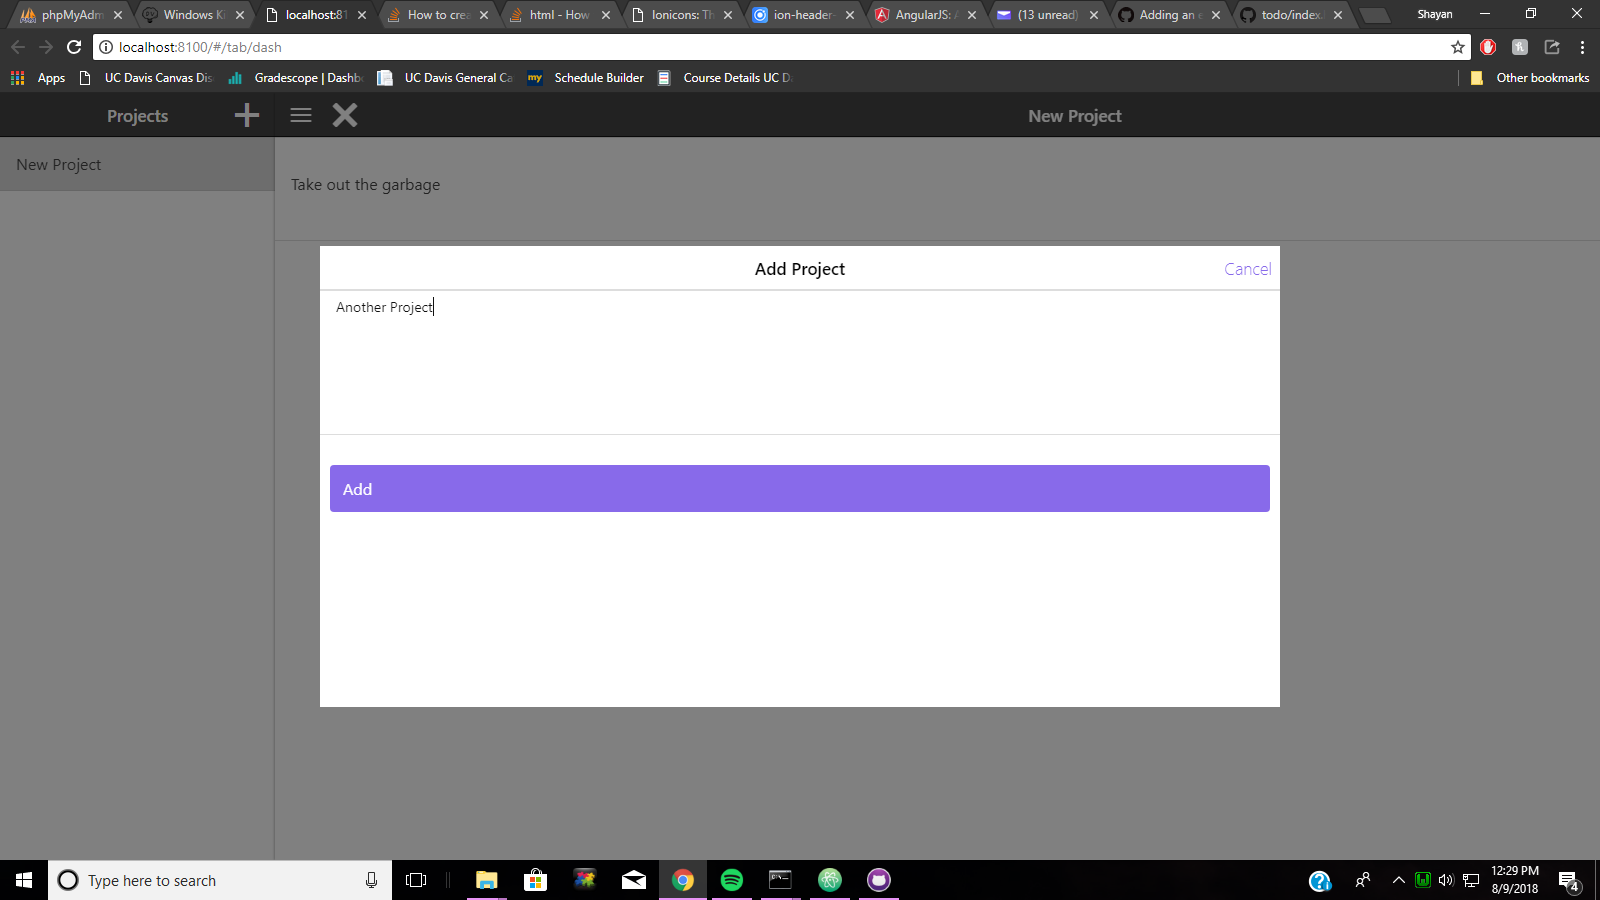 phpMyAdm
Windows Ki
localhost:81
How to crea
html - How
Ionicons: Th
ion-header-
AngularJS: A
(13 unread)
Adding an e
todo/index.
Shayan
localhost:8100/#/tab/dash
Apps
UC Davis Canvas Dis
Gradescope | Dashb
UC Davis General Ca
my
Schedule Builder
Course Details UC D
Other bookmarks
Projects
New Project
New Project
Take out the garbage
Add Project
Cancel
Another Project
Add
Type here to search
12:29 PM
8/9/2018
4